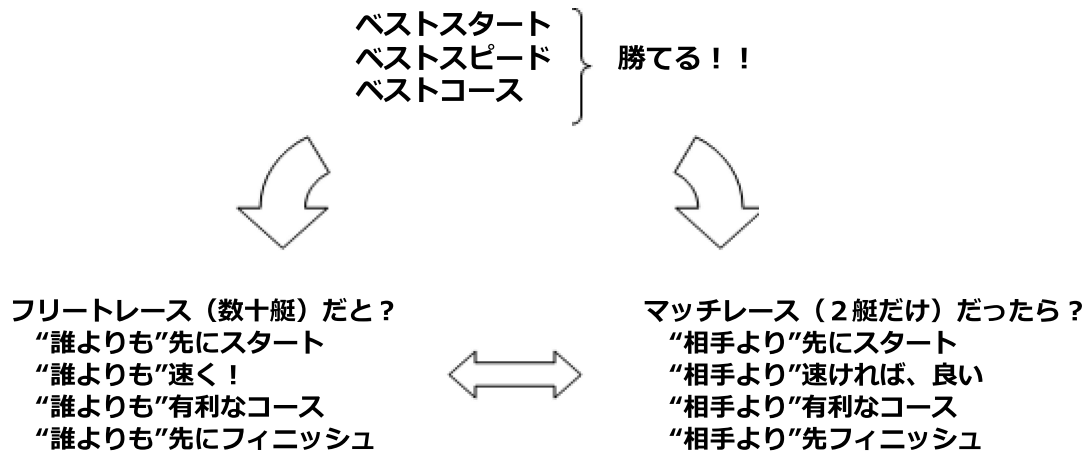 ベストスタート
ベストスピード
ベストコース
勝てる！！
フリートレース（数十艇）だと？
“誰よりも”先にスタート
“誰よりも”速く！
“誰よりも”有利なコース
“誰よりも”先にフィニッシュ
マッチレース（２艇だけ）だったら？
“相手より”先にスタート
“相手より”速ければ、良い
“相手より”有利なコース
“相手より”先フィニッシュ